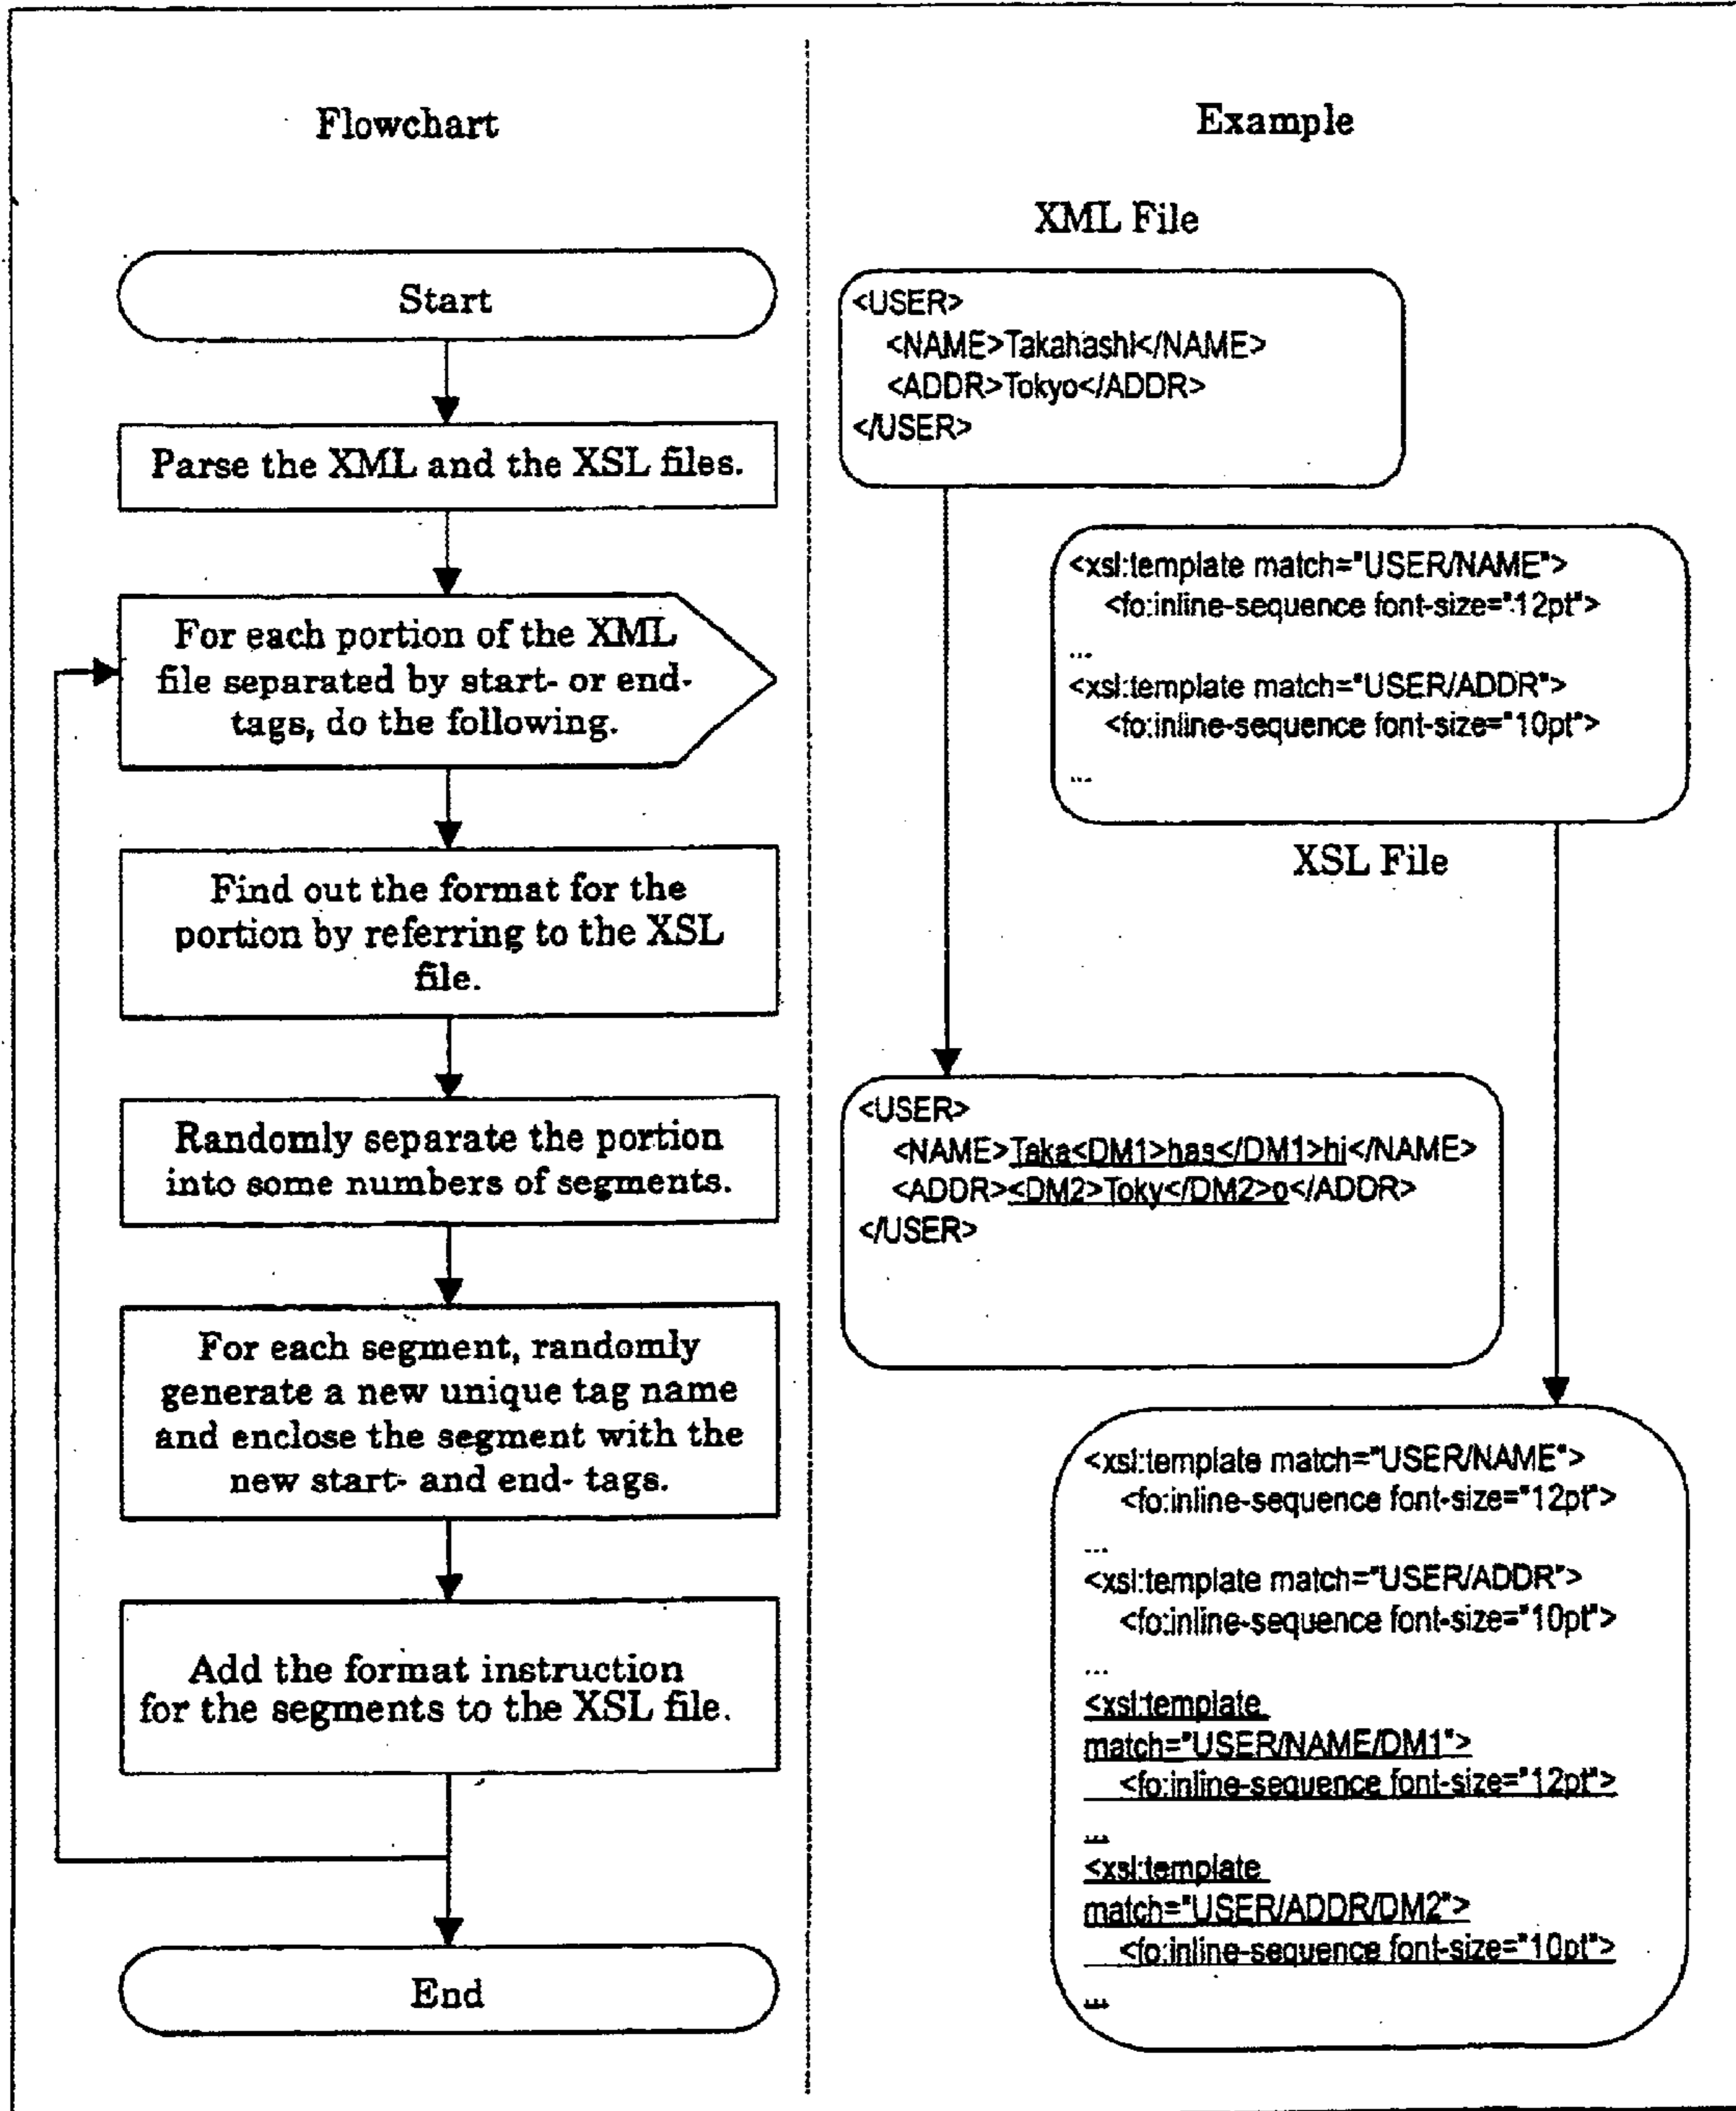 Flowchart
Start
Parse the XML and the XSL files.
For each portion of the XML
file separated by start- or end-
tags, do the following.
Find out the format for the
portion by referring to the XSL
file.
Randomly separate the portion
into some numbers of segments.
For each segment, randomly
generate a new unique tag name
and enclose the segment with the
new start- and end- tags.
Add the format instruction
for the segments to the XSL file.
End
Example
XML File
<USER>
<NAME>Takahashi</NAME>
<ADDR>Tokyo</ADDR>
</USER>
<xsl:template match="USER/NAME">
<fo:inline-sequence font-size="12pt">
...
<xsl:template match="USER/ADDR">
<fo:inline-sequence font-size="10pt">
...
XSL File
<USER>
<NAME>Taka<DM1>has</DM1>hi</NAME>
<ADDR><DM2>Toky</DM2>o</ADDR>
</USER>
<xsl:template match="USER/NAME">
<fo:inline-sequence font-size="12pt">
...
<xsl:template match="USER/ADDR">
<fo:inline-sequence font-size="10pt">
...
<xsl:template
match="USER/NAME/DM1">
<fo:inline-sequence font-size="12pt">
...
<xsl:template
match="USER/ADDR/DM2">
<fo:inline-sequence font-size="10pt">
...